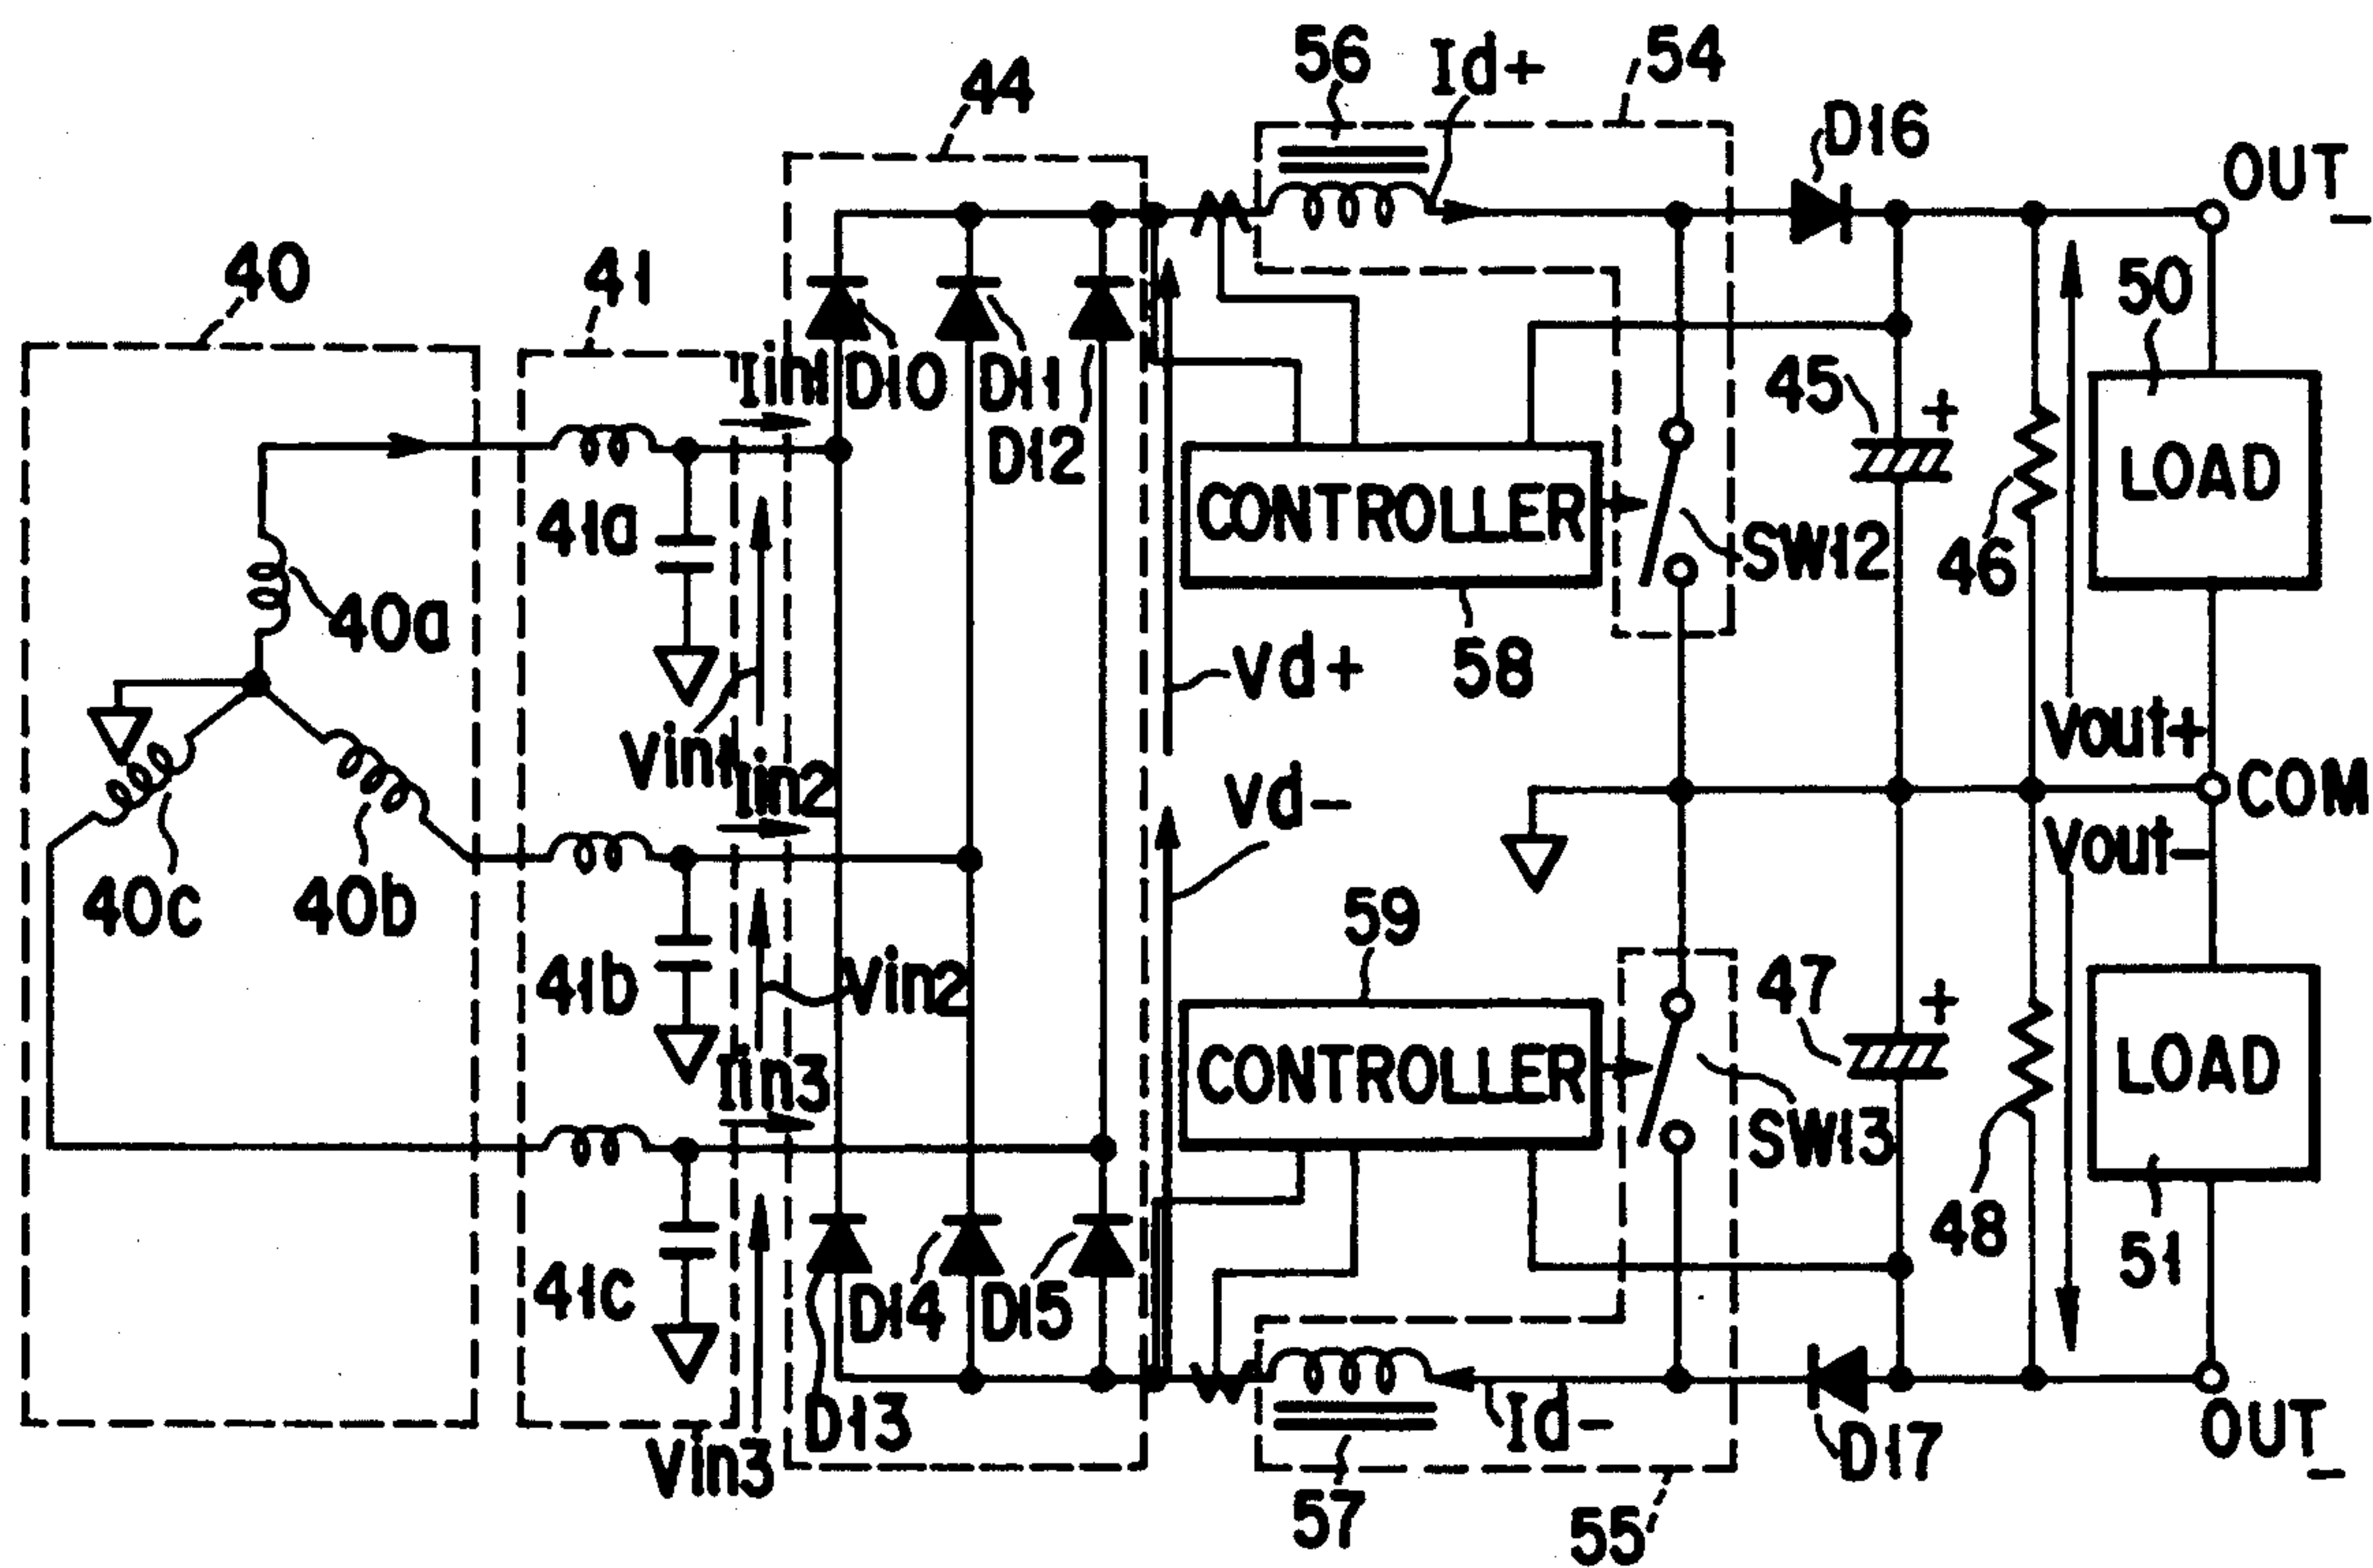 56
Id+
54
44
D16
OUT_
40
41
50
Iin1
D10
D11
45
+
D12
LOAD
41a
CONTROLLER
SW12
46
40a
58
Vd+
Vin1
Vout+
Iin2
Vd-
COM
Vout-
40c
40b
59
41b
Vin2
47
+
Iin3
CONTROLLER
LOAD
SW13
48
51
41c
D14
D15
D13
Id-
OUT_
Vin3
D17
57
55